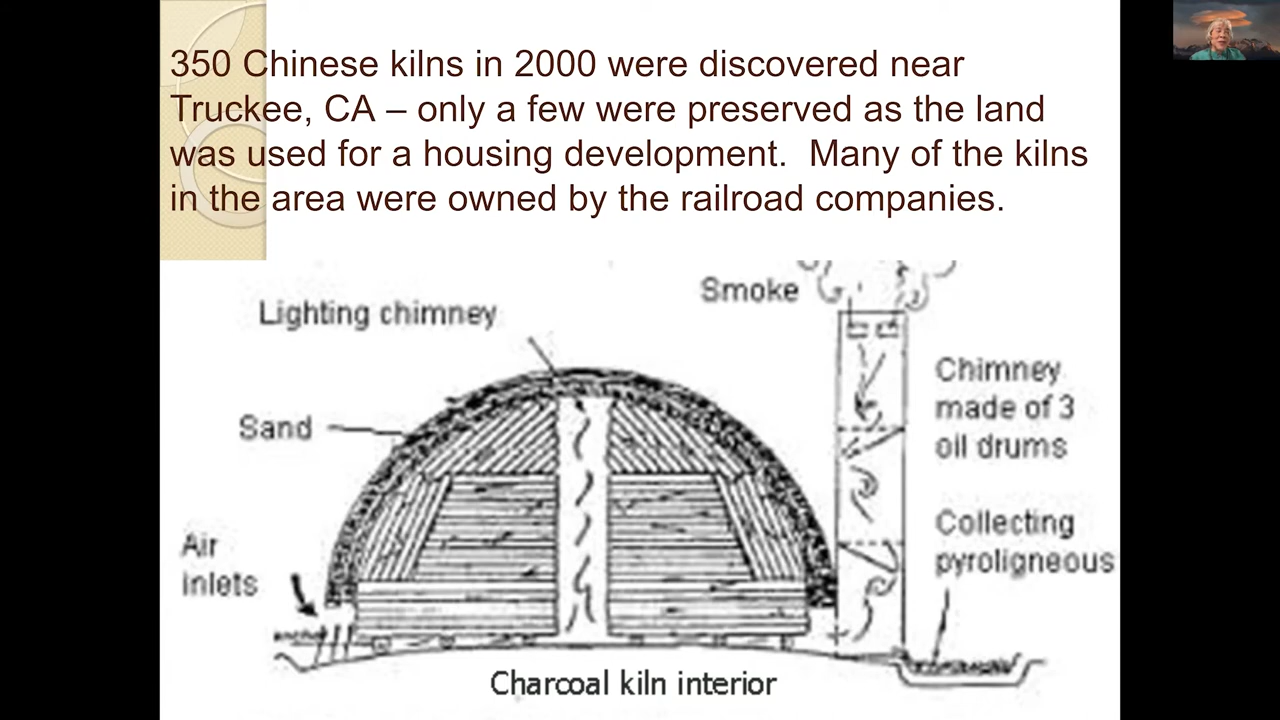 350 Chinese kilns in 2000 were discovered near
Truckee, CA – only a few were preserved as the land
was used for a housing development. Many of the kilns
in the area were owned by the railroad companies.
Smoke
Lighting chimney
Chimney
made of 3
oil drums
Sand
Collecting
pyroligneous
Air
inlets
Charcoal kiln interior